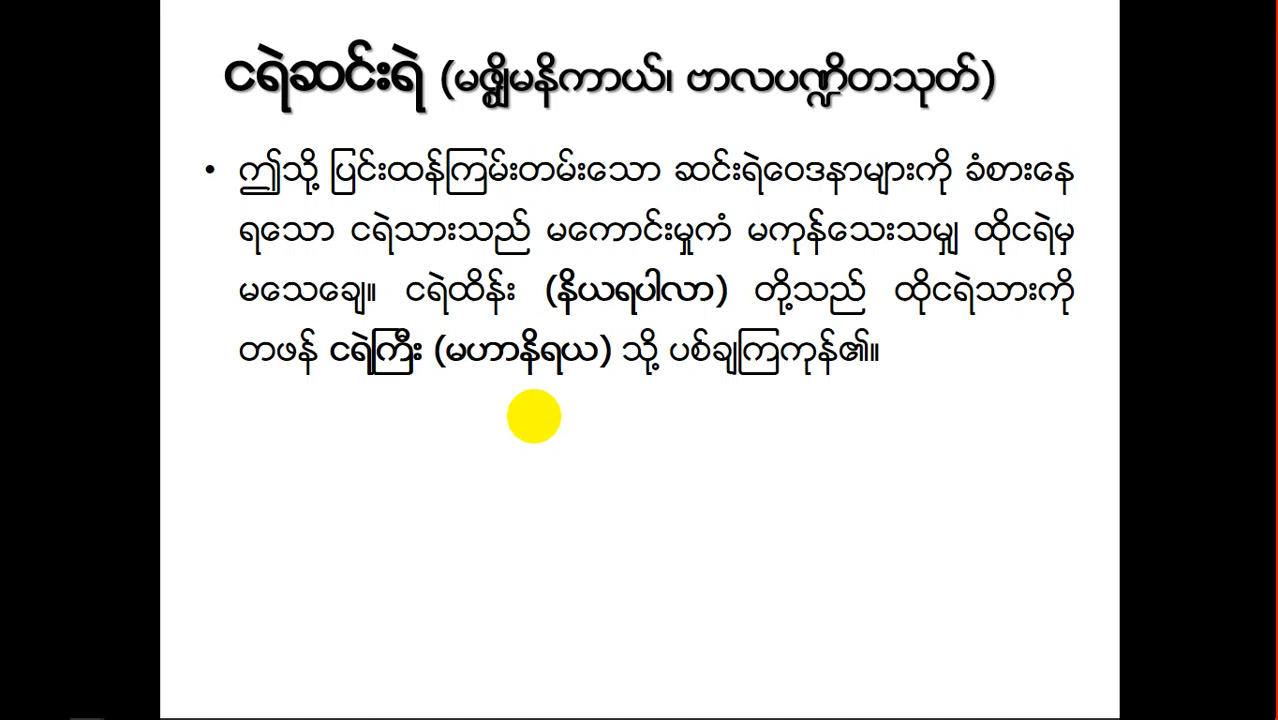 ငရဲဆင်းရဲ (မဇ္ဈိမနိကာယ်၊ ဗာလပဏ္ဍိတသုတ်)
• ဤသို့ ပြင်းထန်ကြမ်းတမ်းသော ဆင်းရဲဝေဒနာများကို ခံစားနေ
ရသော ငရဲသားသည် မကောင်းမှုကံ မကုန်သေးသမျှ ထိုငရဲမှ
မသေချေ။ ငရဲထိန်း (နိယရပါလာ) တို့သည် ထိုငရဲသားကို
တဖန် ငရဲကြီး (မဟာနိရယ) သို့ ပစ်ချကြကုန်၏။